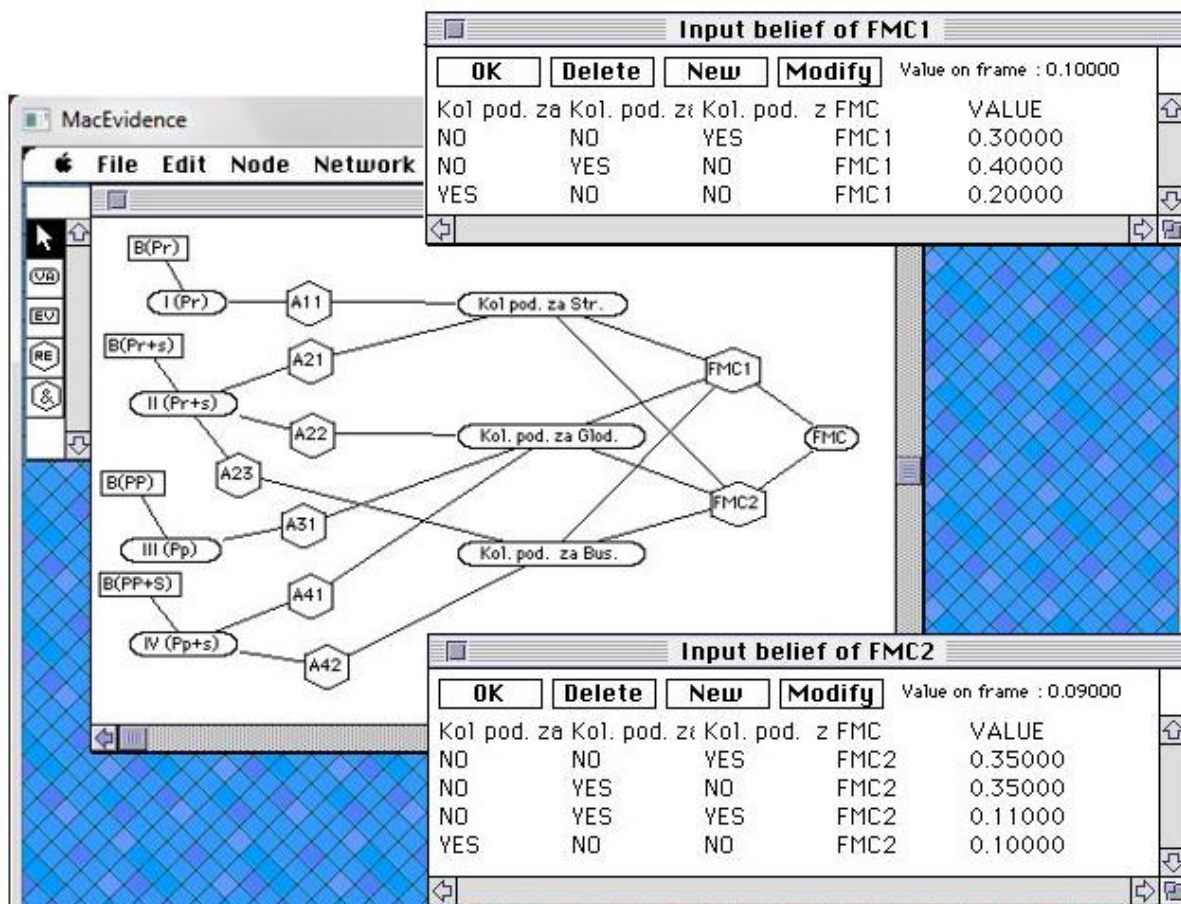 Input belief of FMC1
OK Delete New Modify Value on frame : 0.10000
Kol pod. za Kol. pod. za Kol. pod. z FMC VALUE
NO NO YES FMC1 0.30000
NO YES NO FMC1 0.40000
YES NO NO FMC1 0.20000
MacEvidence
File Edit Node Network
VA
EV
RE
&
B(Pr)
I (Pr) A11 Kol pod. za Str.
B(Pr+s)
A21
FMC1
II (Pr+s)
A22 Kol. pod. za Glod. FMC
A23
B(PP)
FMC2
A31
III (Pp) Kol. pod. za Bus.
B(PP+S)
A41
IV (Pp+s)
A42
Input belief of FMC2
OK Delete New Modify Value on frame : 0.09000
Kol pod. za Kol. pod. za Kol. pod. z FMC VALUE
NO NO YES FMC2 0.35000
NO YES NO FMC2 0.35000
NO YES YES FMC2 0.11000
YES NO NO FMC2 0.10000